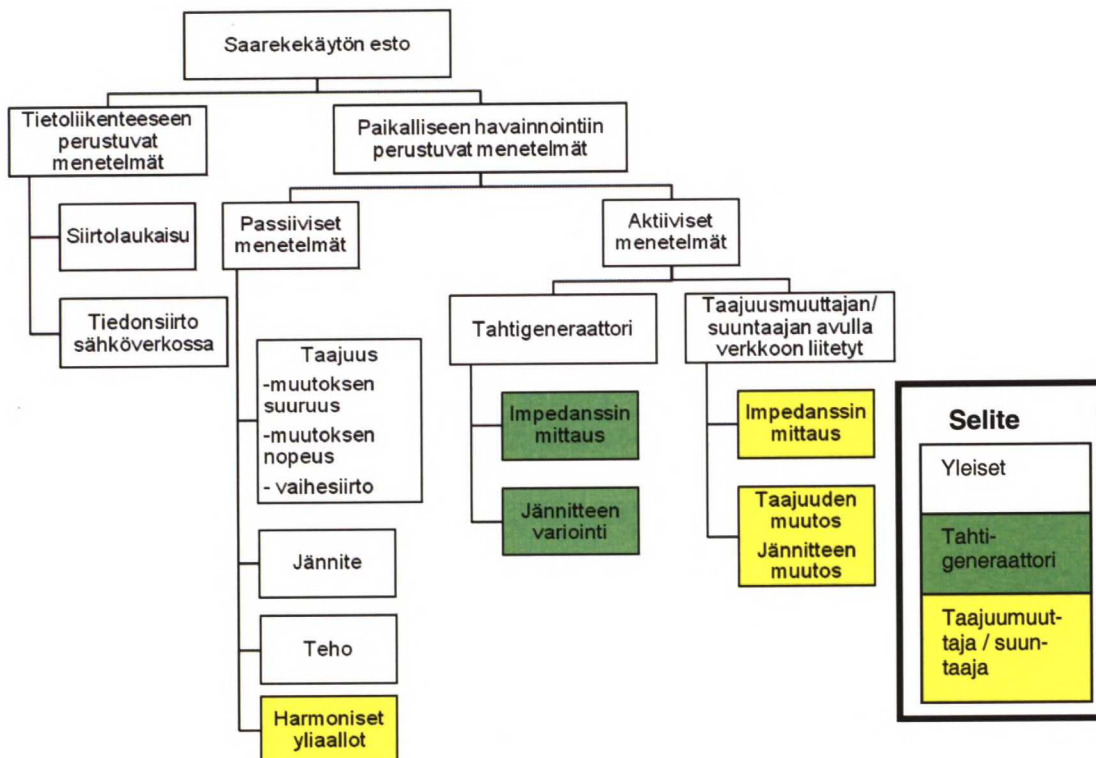 Saarekekäytön esto
Tietoliikenteeseen
perustuvat
menetelmät
Paikalliseen havainnointiin
perustuvat menetelmät
Siirtolaukaisu
Tiedonsiirto
sähköverkossa
Passiiviset
menetelmät
Taajuus
-muutoksen
suuruus
-muutoksen
nopeus
- vaihesiirto
Jännite
Teho
Harmoniset
yliaallot
Aktiiviset
menetelmät
Tahtigeneraattori
Impedanssin
mittaus
Jännitteen
variointi
Taajuusmuuttajan/
suuntaajan avulla
verkkoon liitetyt
Impedanssin
mittaus
Taajuuden
muutos
Jännitteen
muutos
Selite
Yleiset
Tahti-
generaattori
Taajuumuut-
taja / suun-
taaja